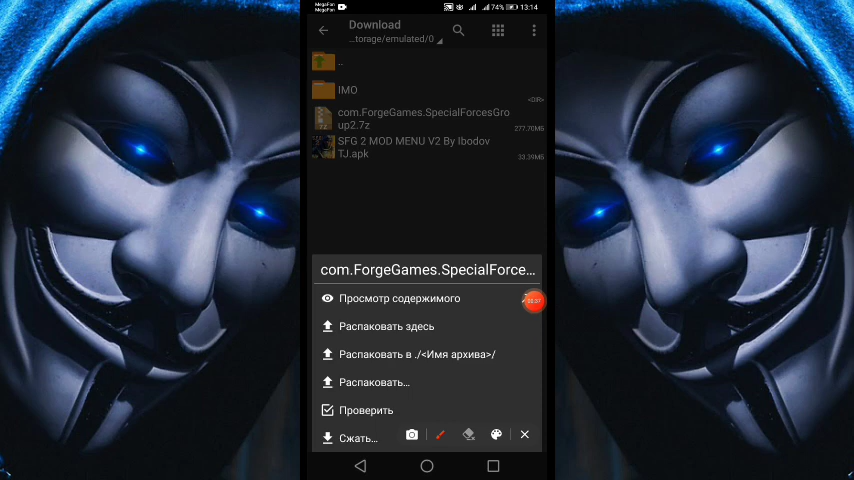 MegaFon
MegaFon
74%
13:14
Download
...torage/emulated/0
..
IMO
<DIR>
com.ForgeGames.SpecialForcesGro
up2.7z
277.70МБ
SFG 2 MOD MENU V2 By Ibodov
TJ.apk
33.39МБ
com.ForgeGames.SpecialForce...
Просмотр содержимого
Распаковать здесь
Распаковать в ./<Имя архива>/
Распаковать...
Проверить
Сжать...